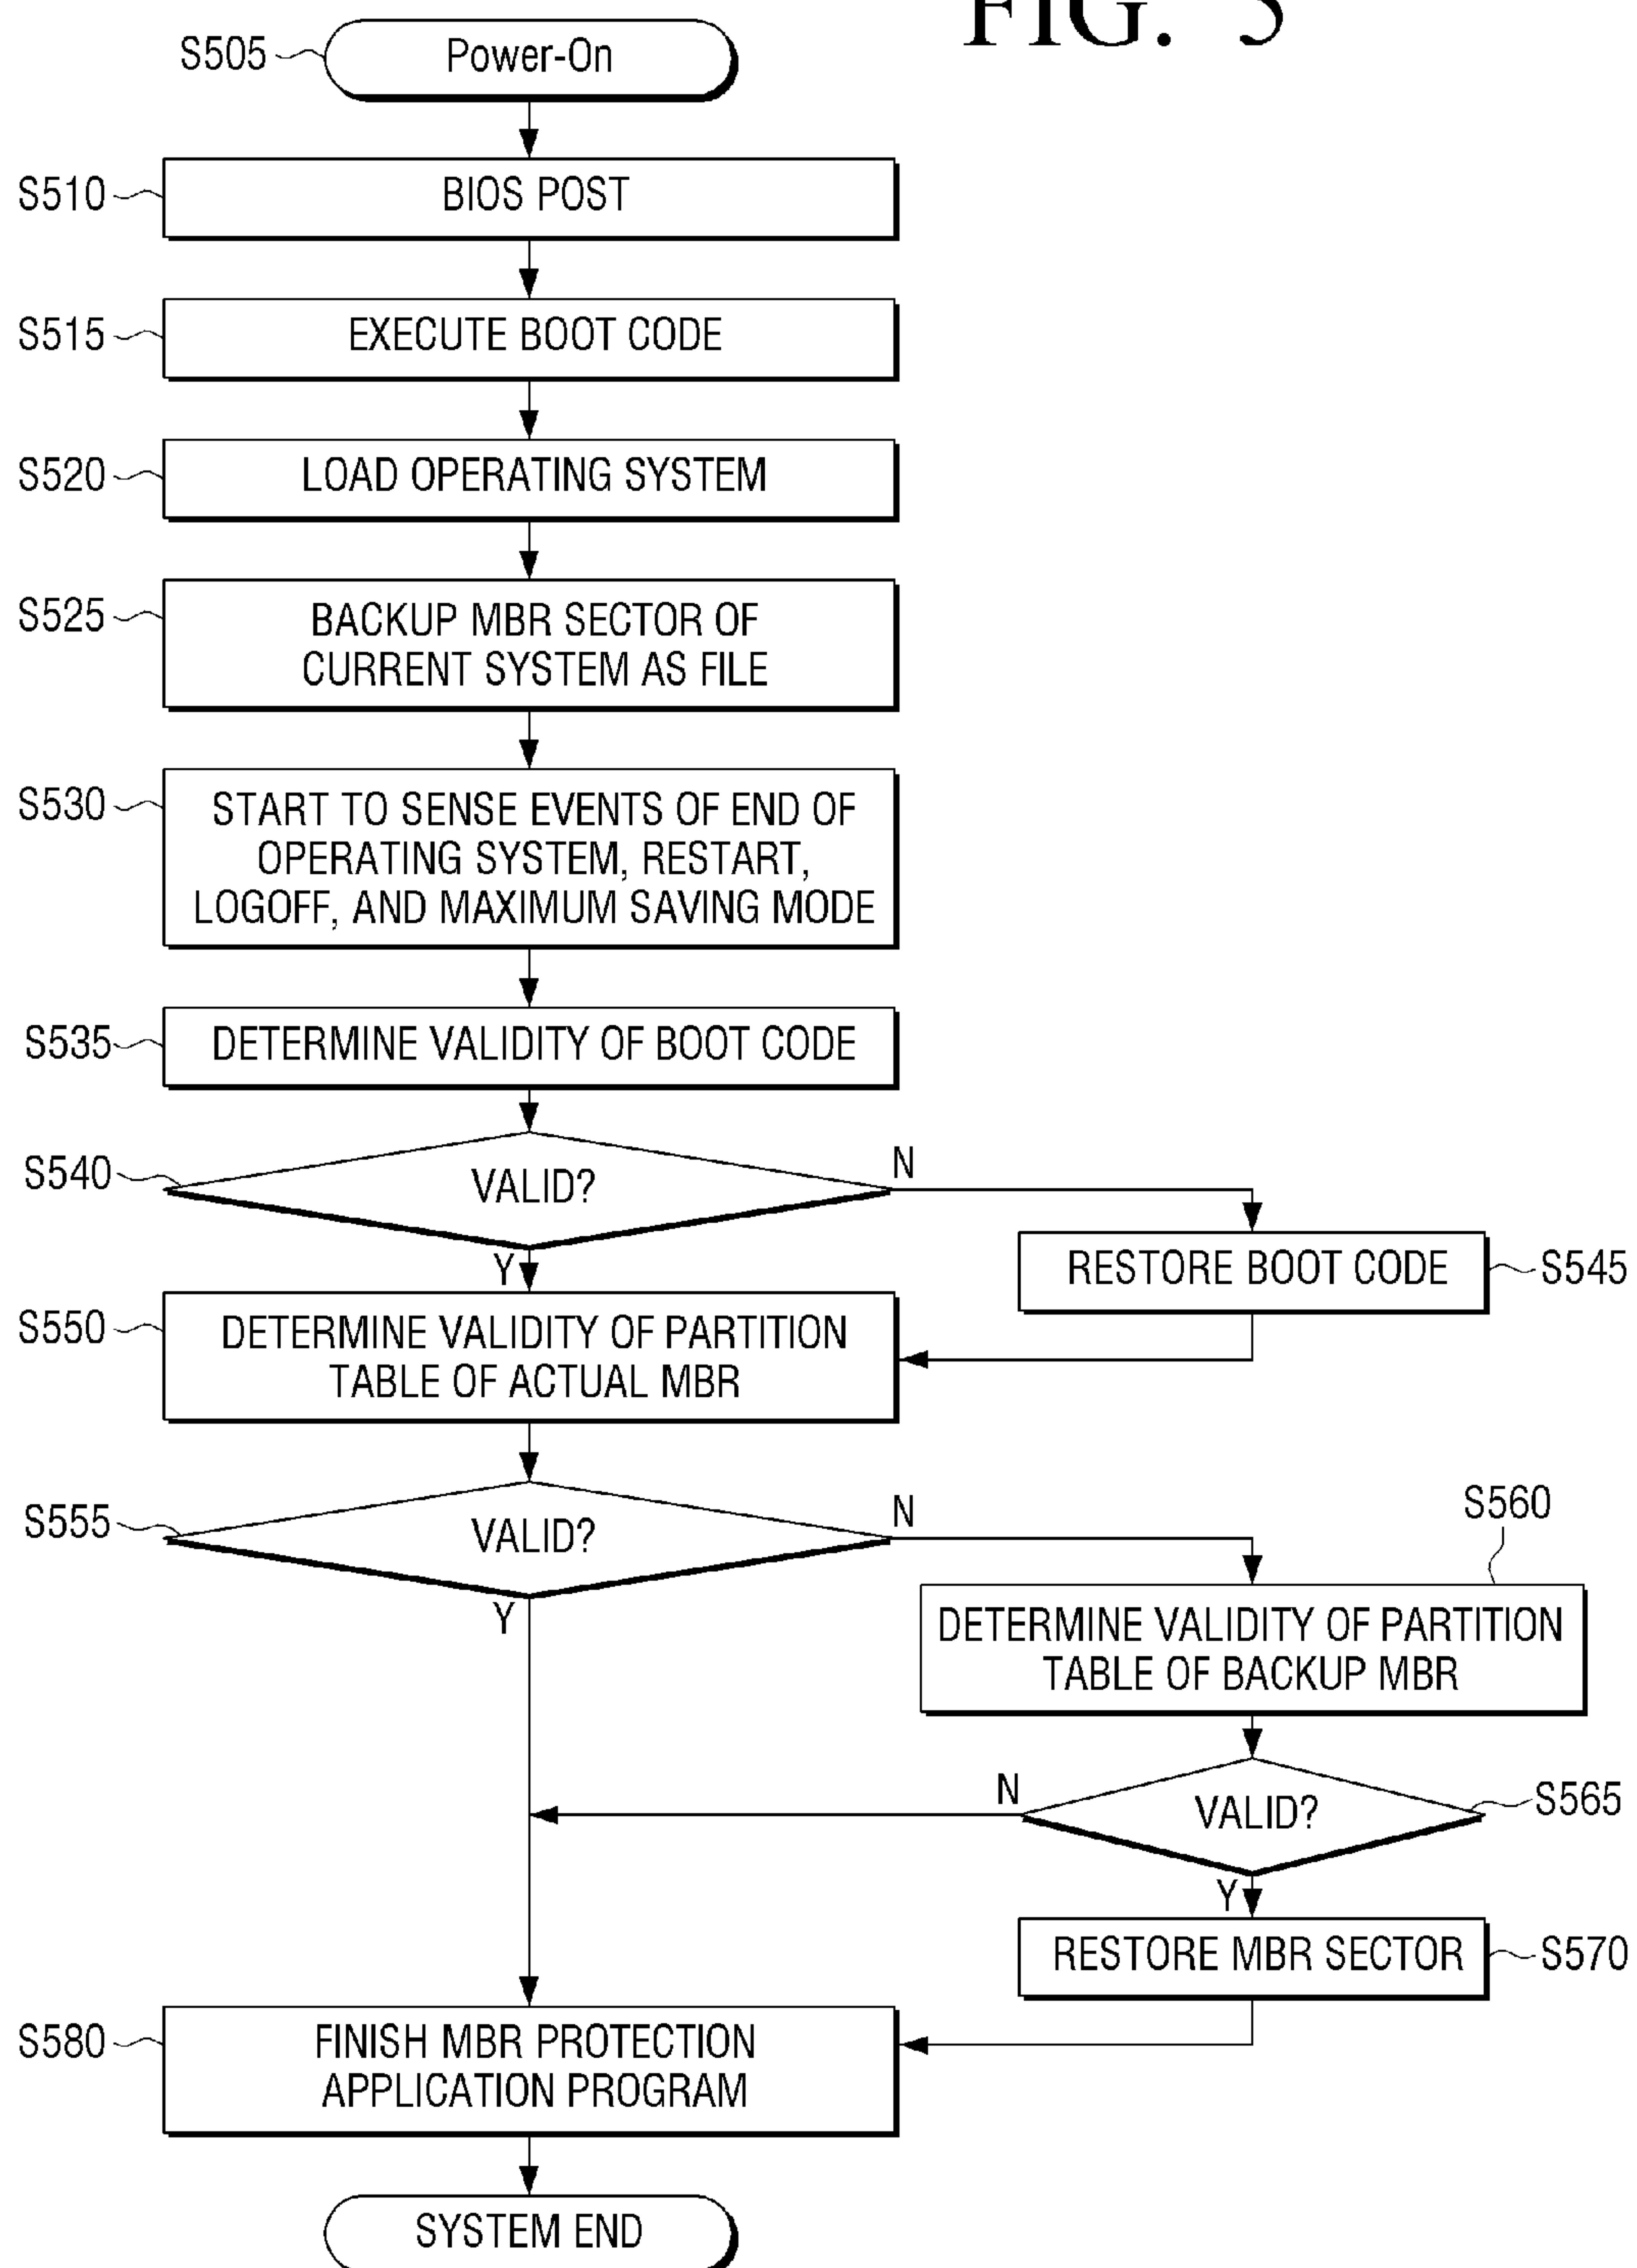 FIG. 5
S505
Power-On
S510
BIOS POST
S515
EXECUTE BOOT CODE
S520
LOAD OPERATING SYSTEM
S525
BACKUP MBR SECTOR OF
CURRENT SYSTEM AS FILE
S530
START TO SENSE EVENTS OF END OF
OPERATING SYSTEM, RESTART,
LOGOFF, AND MAXIMUM SAVING MODE
S535
DETERMINE VALIDITY OF BOOT CODE
S540
VALID?
N
Y
RESTORE BOOT CODE
S545
S550
DETERMINE VALIDITY OF PARTITION
TABLE OF ACTUAL MBR
S555
VALID?
N
Y
S560
DETERMINE VALIDITY OF PARTITION
TABLE OF BACKUP MBR
N
VALID?
S565
Y
RESTORE MBR SECTOR
S570
S580
FINISH MBR PROTECTION
APPLICATION PROGRAM
SYSTEM END